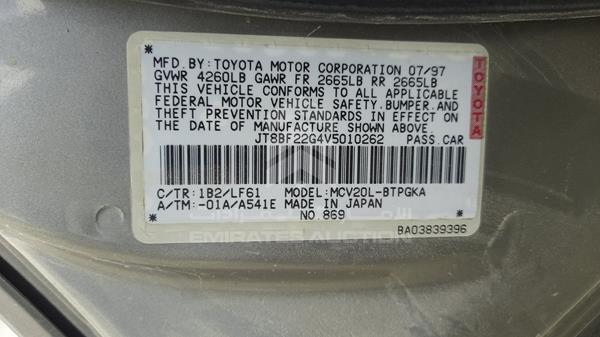 MFD.BY:TOYOTA MOTOR CORPORATION 07/97
GVWR 4260LB GAWR FR 2665LB RR 2665LB
THIS VEHICLE CONFORMS TO ALL APPLICABLE
FEDERAL MOTOR VEHICLE SAFETY,BUMPER,AND
THEFT PREVENTION STANDARDS IN EFFECT ON
THE DATE OF MANUFACTURE SHOWN ABOVE.
JT8BF22G4V5010262 PASS.CAR
TOYOTA
C/TR:1B2/LF61 MODEL:MCV20L-BTPGKA
A/TM:-01A/A541E MADE IN JAPAN
NO.869
EMIRATES AUCTION
BA03839396